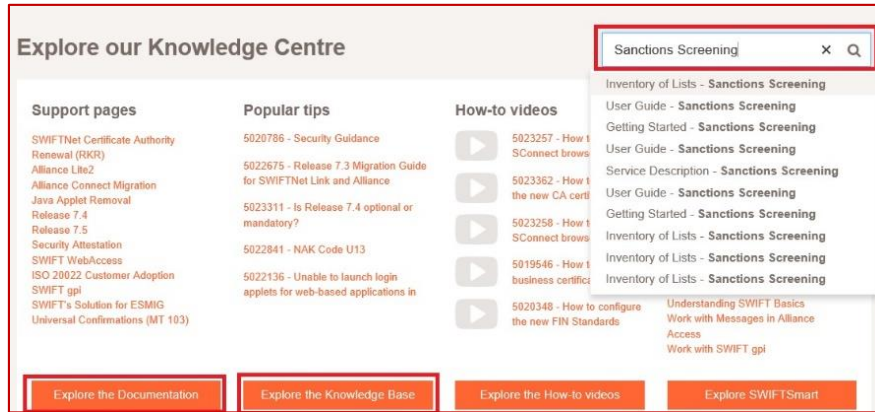 Explore our Knowledge Centre
Sanctions Screening
Inventory of Lists - Sanctions Screening
User Guide - Sanctions Screening
Getting Started - Sanctions Screening
User Guide - Sanctions Screening
Service Description - Sanctions Screening
User Guide - Sanctions Screening
Getting Started - Sanctions Screening
Inventory of Lists - Sanctions Screening
Inventory of Lists - Sanctions Screening
Inventory of Lists - Sanctions Screening
Support pages
SWIFTNet Certificate Authority
Renewal (RKR)
Alliance Lite2
Alliance Connect Migration
Java Applet Removal
Release 7.4
Release 7.5
Security Attestation
SWIFT WebAccess
ISO 20022 Customer Adoption
SWIFT gpi
SWIFT's Solution for ESMIG
Universal Confirmations (MT 103)
Popular tips
5020786 - Security Guidance
5022675 - Release 7.3 Migration Guide
for SWIFTNet Link and Alliance
5023311 - Is Release 7.4 optional or
mandatory?
5022841 - NAK Code U13
5022136 - Unable to launch login
applets for web-based applications in
How-to videos
5023257 - How
SConnect brows
5023362 - How
the new CA certi
5023258 - How
SConnect brows
5019546 - How
business certifica
5020348 - How to configure
the new FIN Standards
Understanding SWIFT Basics
Work with Messages in Alliance
Access
Work with SWIFT gpi
Explore the Documentation
Explore the Knowledge Base
Explore the How-to videos
Explore SWIFTSmart